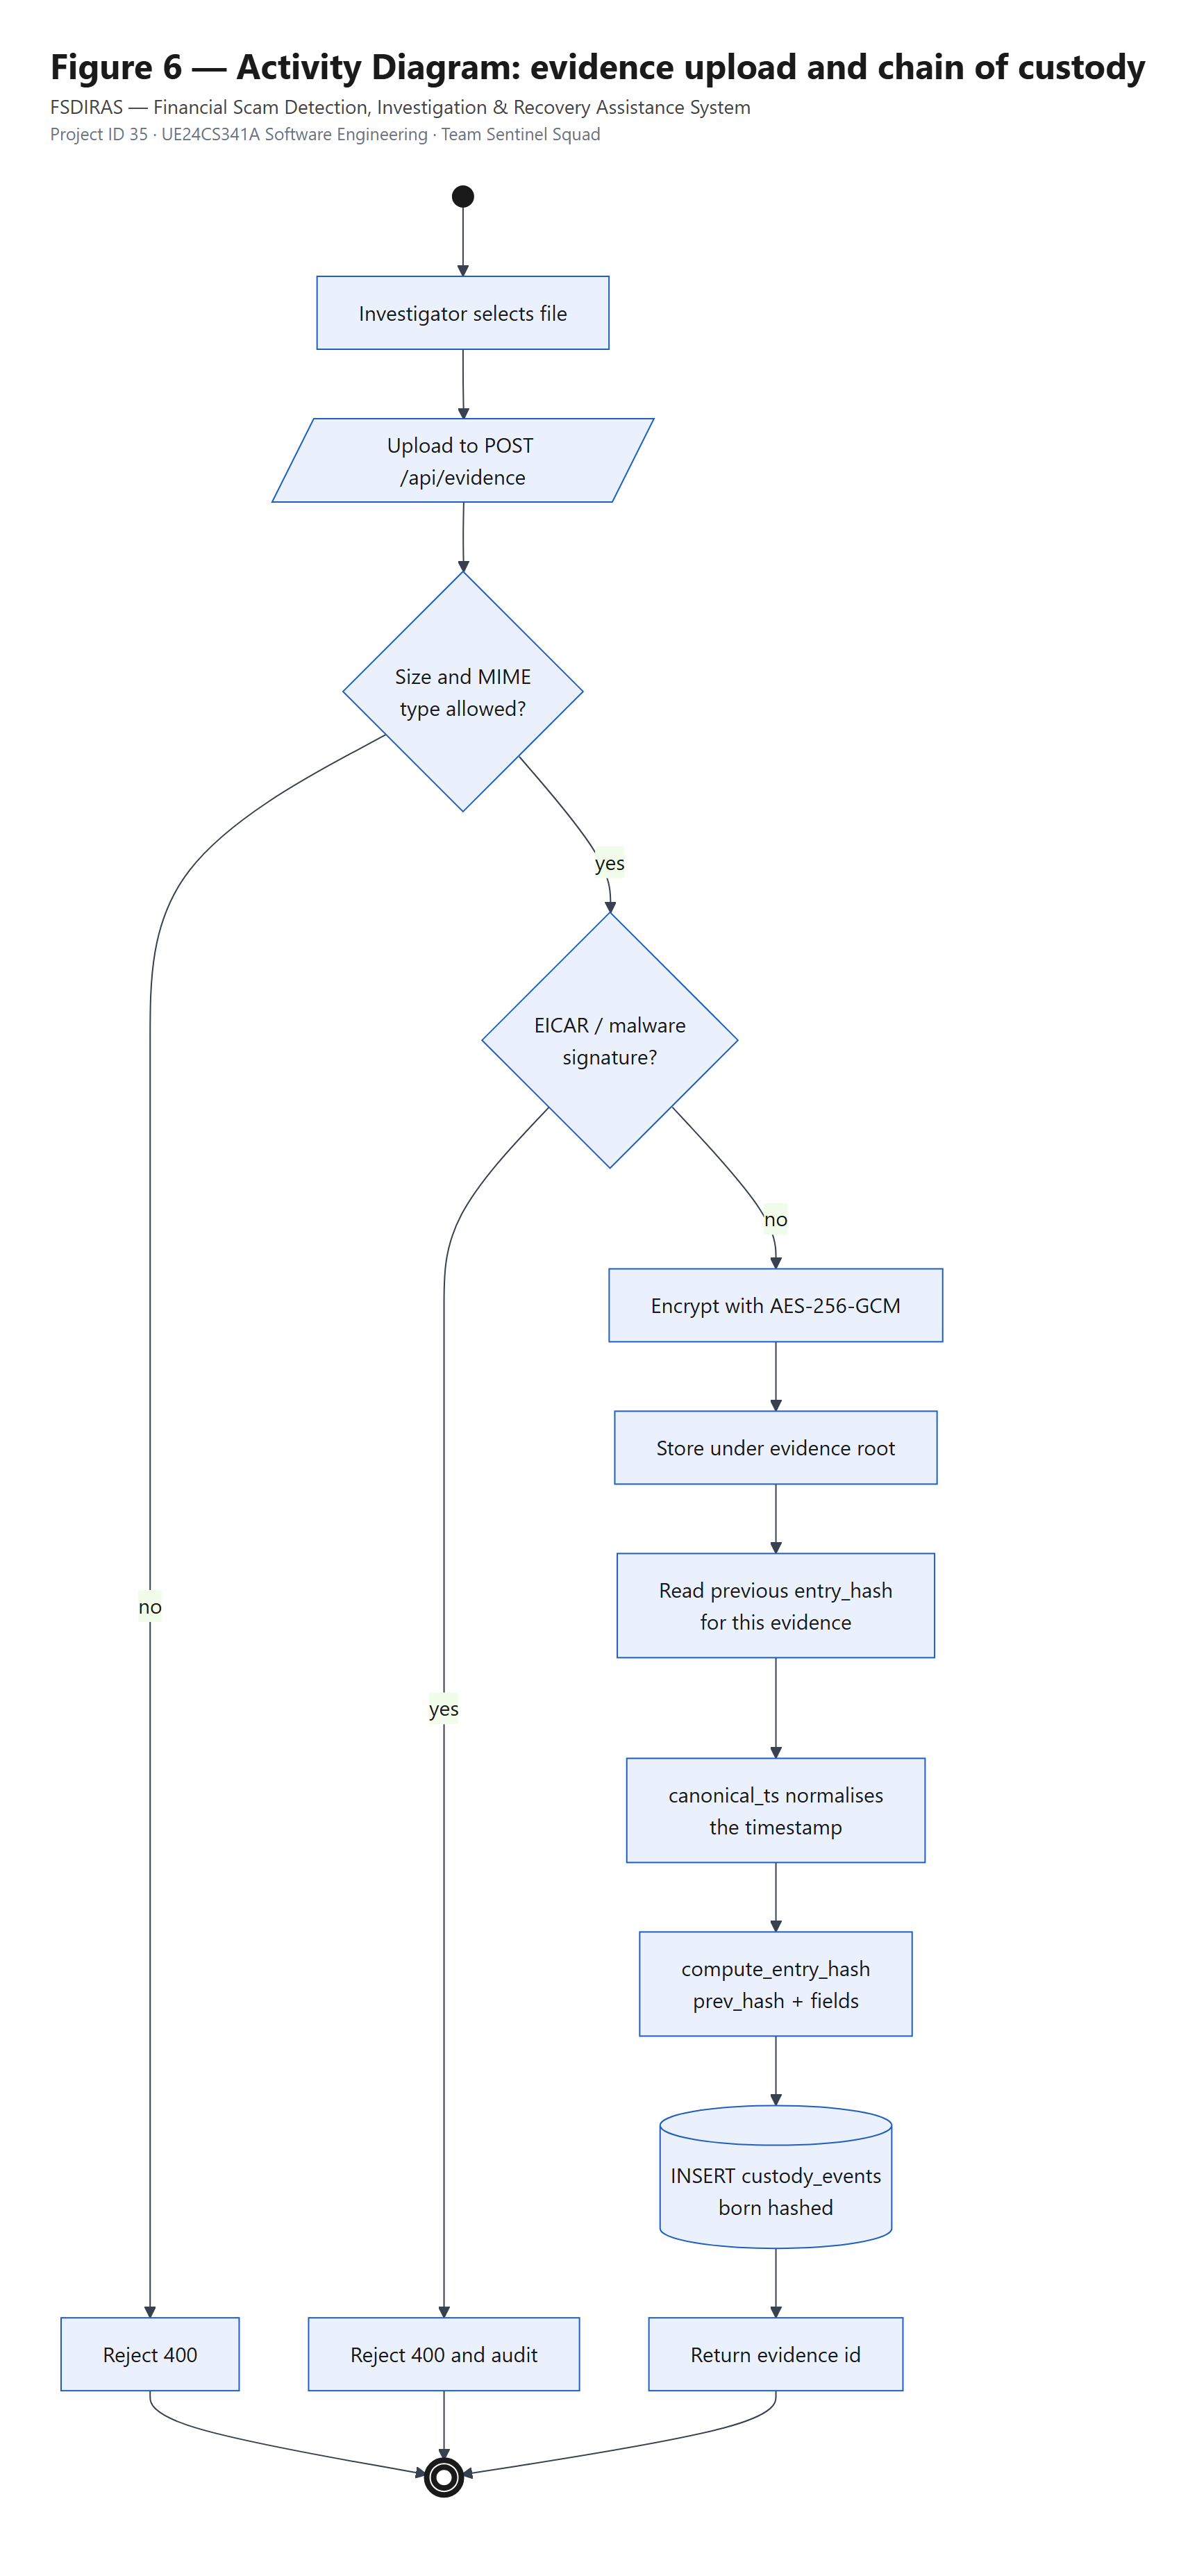 Figure 6 — Activity Diagram: evidence upload and chain of custody
FSDIRAS — Financial Scam Detection, Investigation & Recovery Assistance System
Project ID 35 · UE24CS341A Software Engineering · Team Sentinel Squad
Investigator selects file
Upload to POST
/api/evidence
Size and MIME
type allowed?
yes
EICAR / malware
signature?
no
Encrypt with AES-256-GCM
Store under evidence root
Read previous entry_hash
for this evidence
no
yes
canonical_ts normalises
the timestamp
compute_entry_hash
prev_hash + fields
INSERT custody_events
born hashed
Reject 400
Reject 400 and audit
Return evidence id